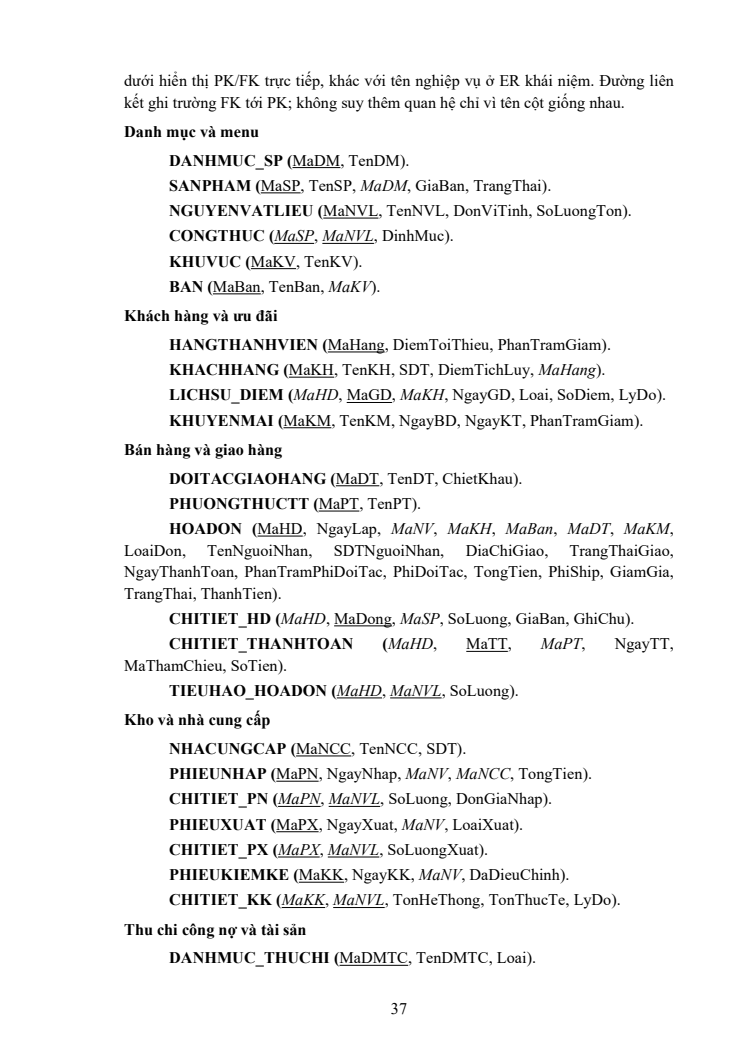 dưới hiển thị PK/FK trực tiếp, khác với tên nghiệp vụ ở ER khái niệm. Đường liên
kết ghi trường FK tới PK; không suy thêm quan hệ chỉ vì tên cột giống nhau.
Danh mục và menu
DANHMUC_SP (MaDM, TenDM).
SANPHAM (MaSP, TenSP, MaDM, GiaBan, TrangThai).
NGUYENVATLIEU (MaNVL, TenNVL, DonViTinh, SoLuongTon).
CONGTHUC (MaSP, MaNVL, DinhMuc).
KHUVUC (MaKV, TenKV).
BAN (MaBan, TenBan, MaKV).
Khách hàng và ưu đãi
HANGTHANHVIEN (MaHang, DiemToiThieu, PhanTramGiam).
KHACHHANG (MaKH, TenKH, SDT, DiemTichLuy, MaHang).
LICHSU_DIEM (MaHD, MaGD, MaKH, NgayGD, Loai, SoDiem, LyDo).
KHUYENMAI (MaKM, TenKM, NgayBD, NgayKT, PhanTramGiam).
Bán hàng và giao hàng
DOITACGIAOHANG (MaDT, TenDT, ChietKhau).
PHUONGTHUCTT (MaPT, TenPT).
HOADON (MaHD, NgayLap, MaNV, MaKH, MaBan, MaDT, MaKM,
LoaiDon, TenNguoiNhan, SDTNguoiNhan, DiaChiGiao, TrangThaiGiao,
NgayThanhToan, PhanTramPhiDoiTac, PhiDoiTac, TongTien, PhiShip, GiamGia,
TrangThai, ThanhTien).
CHITIET_HD (MaHD, MaDong, MaSP, SoLuong, GiaBan, GhiChu).
CHITIET_THANHTOAN (MaHD, MaTT, MaPT, NgayTT,
MaThamChieu, SoTien).
TIEUHAO_HOADON (MaHD, MaNVL, SoLuong).
Kho và nhà cung cấp
NHACUNGCAP (MaNCC, TenNCC, SDT).
PHIEUNHAP (MaPN, NgayNhap, MaNV, MaNCC, TongTien).
CHITIET_PN (MaPN, MaNVL, SoLuong, DonGiaNhap).
PHIEUXUAT (MaPX, NgayXuat, MaNV, LoaiXuat).
CHITIET_PX (MaPX, MaNVL, SoLuongXuat).
PHIEUKIEMKE (MaKK, NgayKK, MaNV, DaDieuChinh).
CHITIET_KK (MaKK, MaNVL, TonHeThong, TonThucTe, LyDo).
Thu chi công nợ và tài sản
DANHMUC_THUCHI (MaDMTC, TenDMTC, Loai).
37